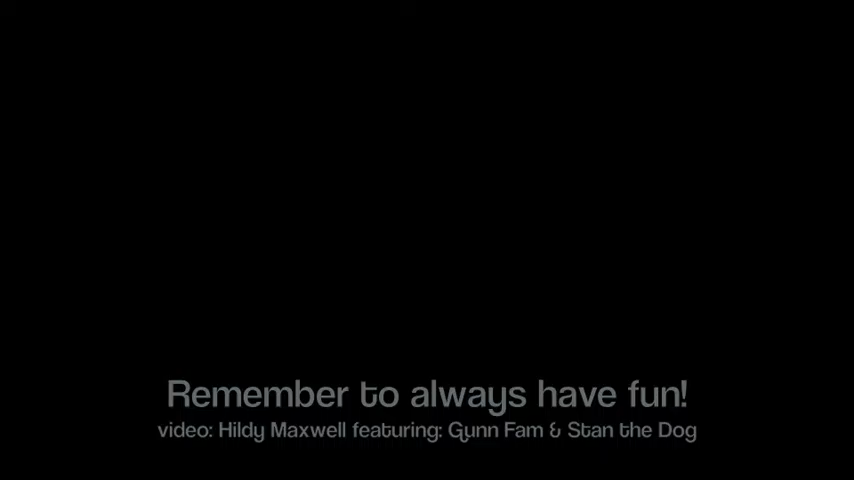 Remember to always have fun!
video: Hildy Maxwell featuring: Gunn Fam & Stan the Dog